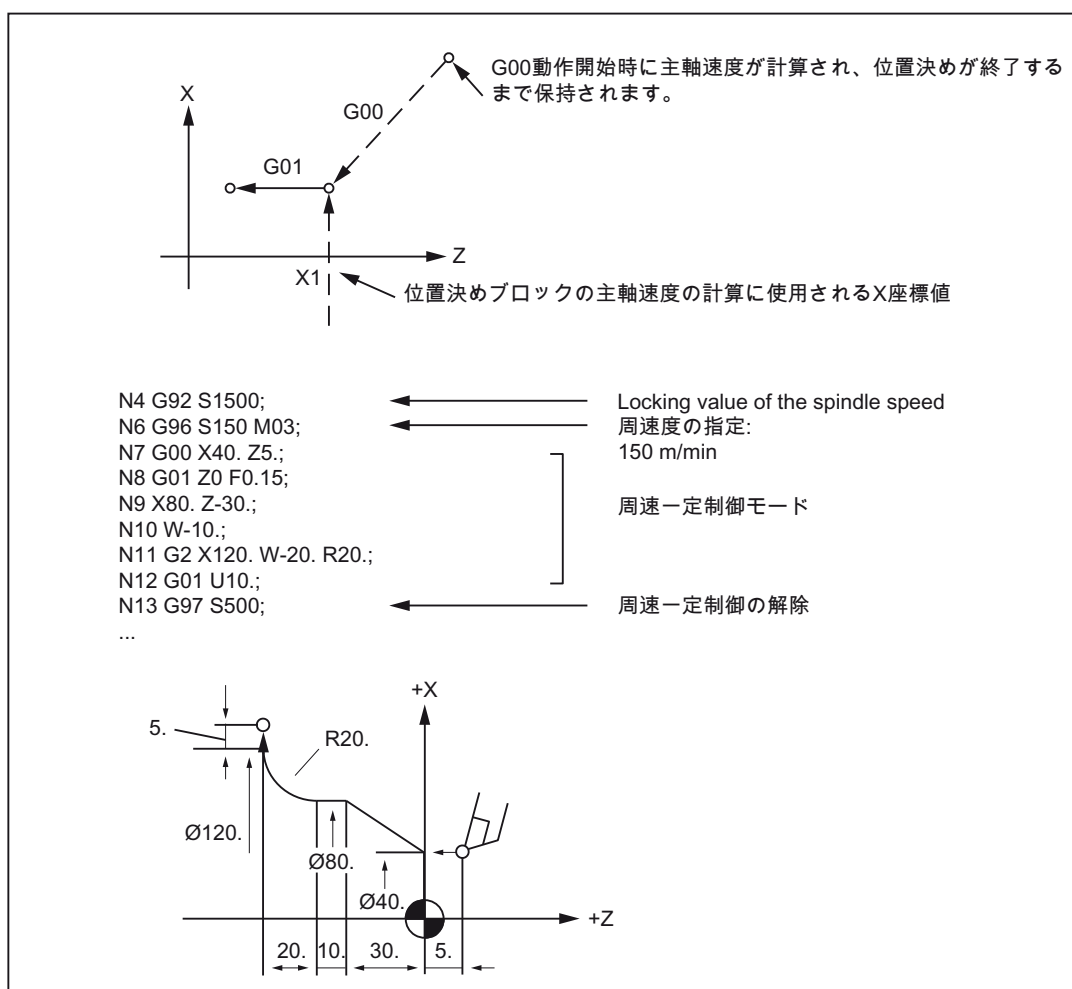 G00動作開始時に主軸速度が計算され、位置決めが終了する
まで保持されます。
X
G00
G01
Z
X1
位置決めブロックの主軸速度の計算に使用されるX座標値
N4 G92 S1500;
Locking value of the spindle speed
N6 G96 S150 M03;
周速度の指定:
N7 G00 X40. Z5.;
150 m/min
N8 G01 Z0 F0.15;
N9 X80. Z-30.;
周速一定制御モード
N10 W-10.;
N11 G2 X120. W-20. R20.;
N12 G01 U10.;
N13 G97 S500;
周速一定制御の解除
...
+X
5.
R20.
Ø120.
Ø80.
Ø40.
+Z
20.
10.
30.
5.